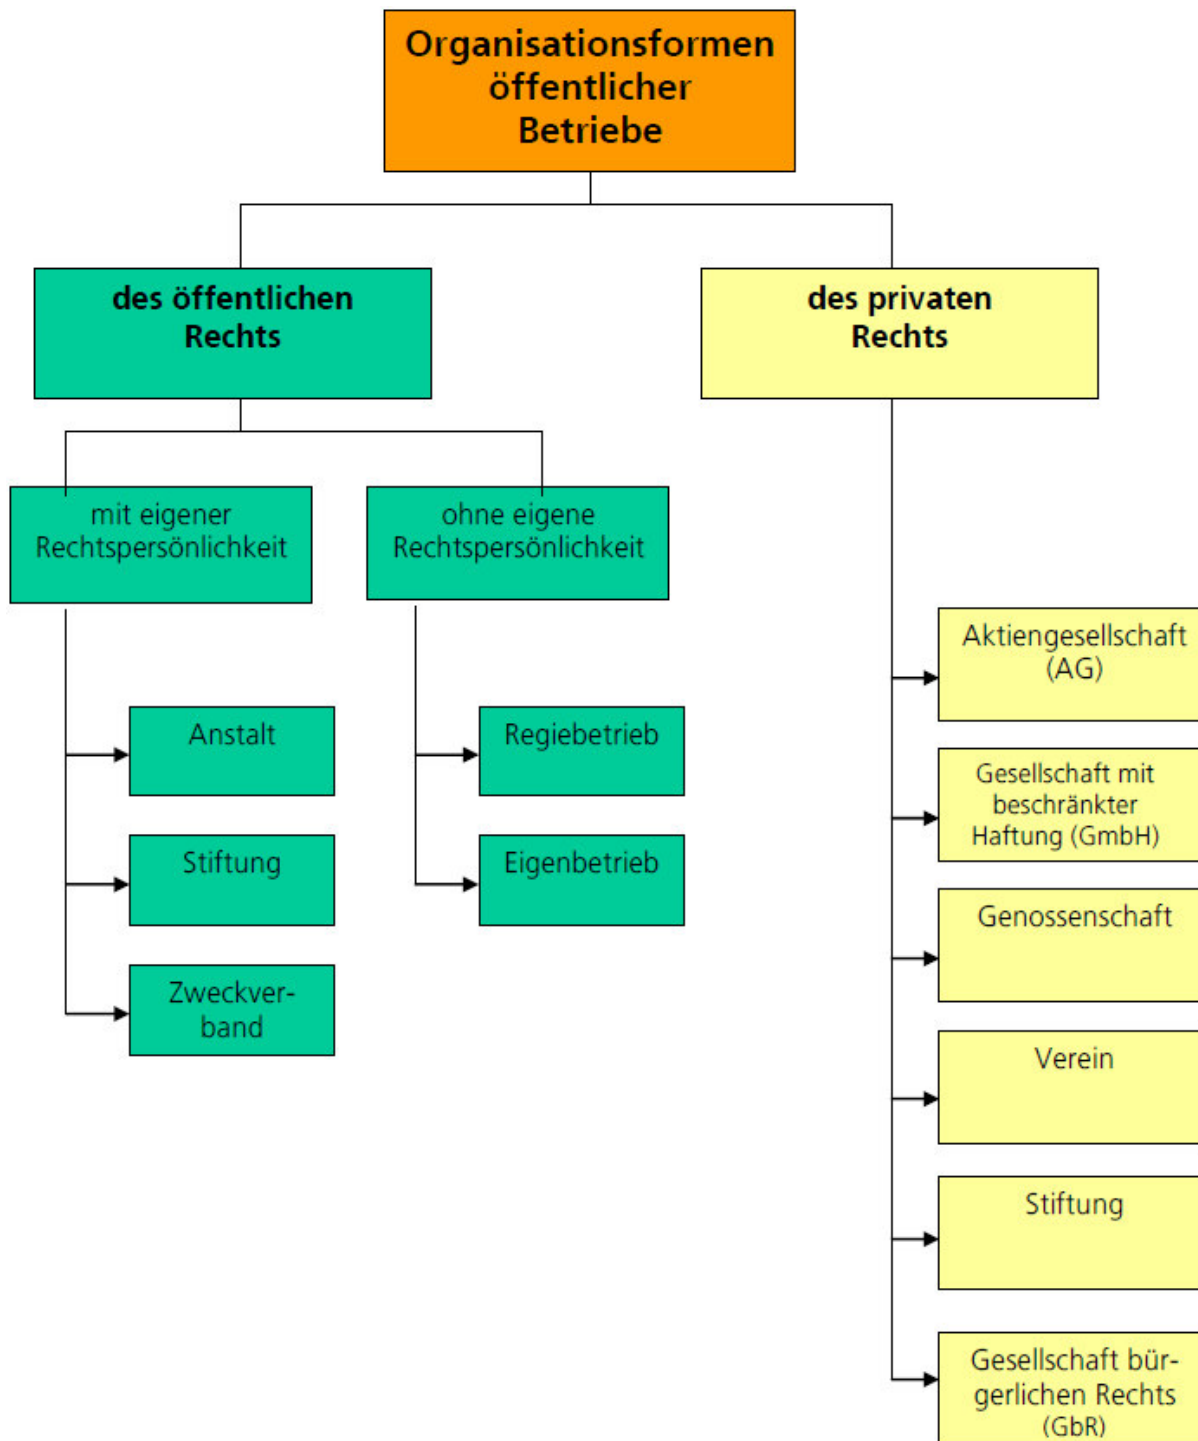 Organisationsformen
öffentlicher
Betriebe
des öffentlichen
Rechts
des privaten
Rechts
mit eigener
Rechtspersönlichkeit
ohne eigene
Rechtspersönlichkeit
Anstalt
Stiftung
Zweckver-
band
Regiebetrieb
Eigenbetrieb
Aktiengesellschaft
(AG)
Gesellschaft mit
beschränkter
Haftung (GmbH)
Genossenschaft
Verein
Stiftung
Gesellschaft bür-
gerlichen Rechts
(GbR)